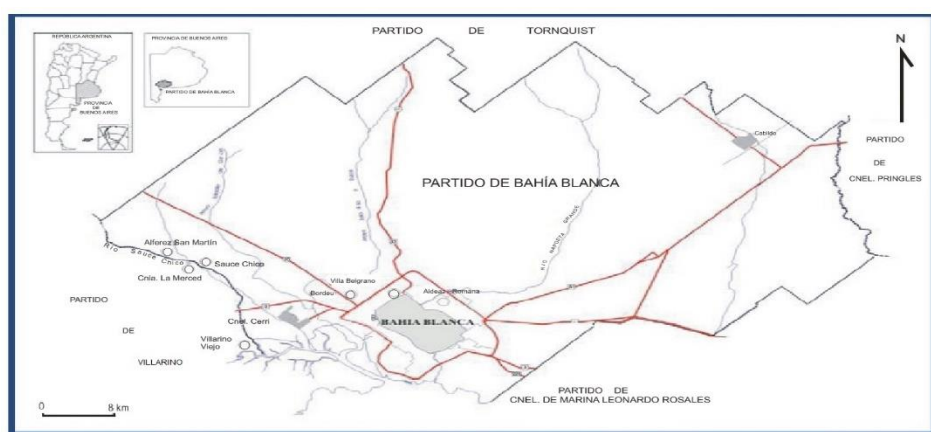 PARTIDO DE TORNQUIST
REPÚBLICA ARGENTINA
PROVINCIA DE BUENOS AIRES
N
PARTIDO DE BAHÍA BLANCA
PROVINCIA
DE
BUENOS AIRES
Cabildo
PARTIDO
DE
CNEL. PRINGLES
PARTIDO DE BAHÍA BLANCA
RÍO NAPOSTÁ GRANDE
Alferez San Martín
Río Sauce Chico
Sauce Chico
Cnia. La Merced
Villa Belgrano
Bordeu
Aldea Romana
PARTIDO
DE
VILLARINO
Cnel. Cerri
BAHIA BLANCA
Villarino
Viejo
PARTIDO DE
CNEL. DE MARINA LEONARDO ROSALES
0 8 km